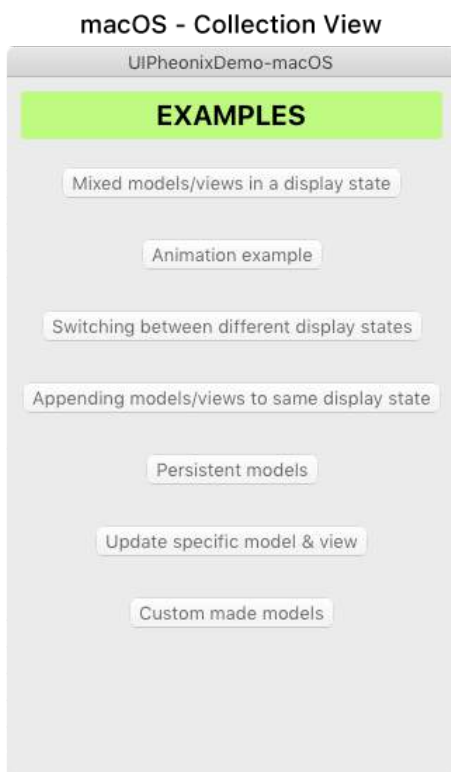 macOS - Collection View
UIPheonixDemo-macOS
EXAMPLES
Mixed models/views in a display state
Animation example
Switching between different display states
Appending models/views to same display state
Persistent models
Update specific model & view
Custom made models